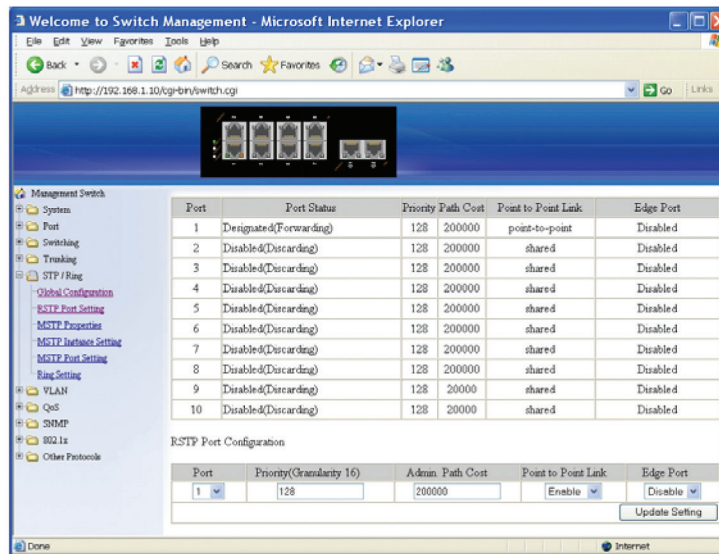 Welcome to Switch Management - Microsoft Internet Explorer
File Edit View Favorites Tools Help
Back Search Favorites
Address http://192.168.1.10/cgi-bin/switch.cgi Go Links
Management Switch
System
Port
Switching
Trunking
STP / Ring
Global Configuration
RSTP Port Setting
MSTP Properties
MSTP Instance Setting
MSTP Port Setting
Ring Setting
VLAN
QoS
SNMP
802.1x
Other Protocols
Port Port Status Priority Path Cost Point to Point Link Edge Port
1 Designated(Forwarding) 128 200000 point-to-point Disabled
2 Disabled(Discarding) 128 200000 shared Disabled
3 Disabled(Discarding) 128 200000 shared Disabled
4 Disabled(Discarding) 128 200000 shared Disabled
5 Disabled(Discarding) 128 200000 shared Disabled
6 Disabled(Discarding) 128 200000 shared Disabled
7 Disabled(Discarding) 128 200000 shared Disabled
8 Disabled(Discarding) 128 200000 shared Disabled
9 Disabled(Discarding) 128 20000 shared Disabled
10 Disabled(Discarding) 128 20000 shared Disabled
RSTP Port Configuration
Port Priority(Granularity 16) Admin. Path Cost Point to Point Link Edge Port
1 128 200000 Enable Disable
Update Setting
Done Internet